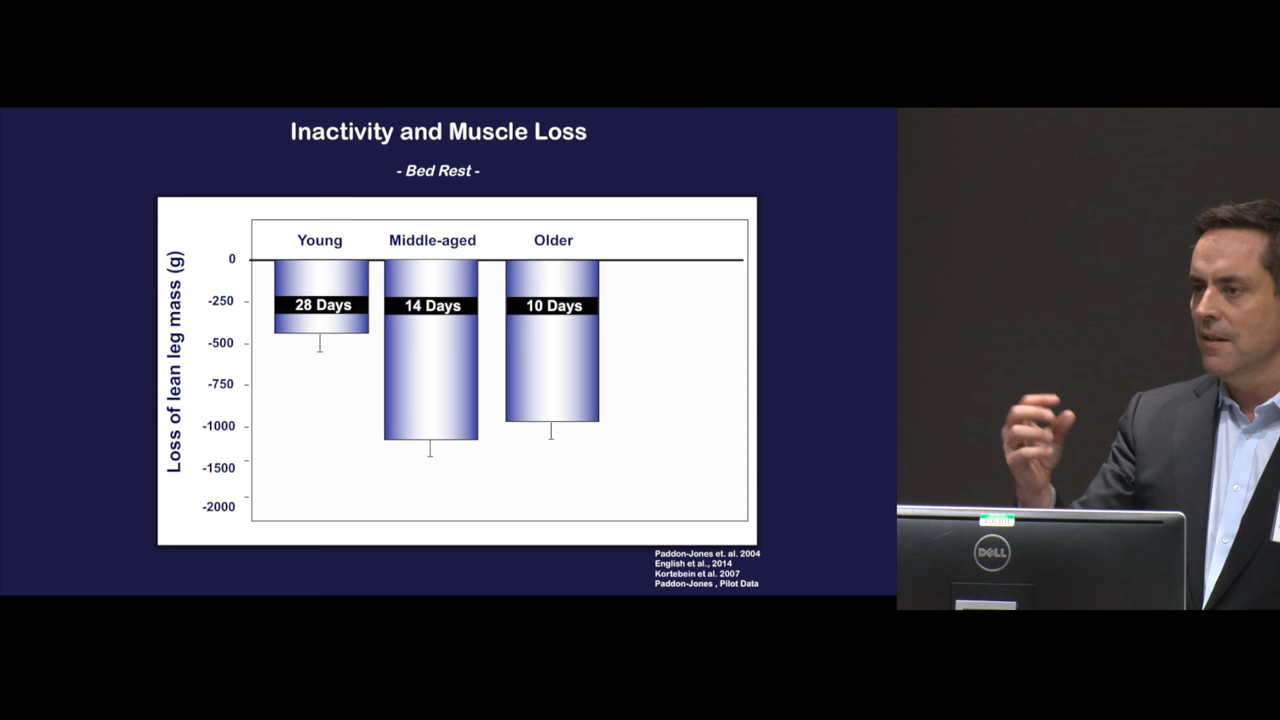 Inactivity and Muscle Loss
- Bed Rest -
Young Middle-aged Older
Loss of lean leg mass (g)
0
-250
-500
-750
-1000
-1500
-2000
28 Days 14 Days 10 Days
Paddon-Jones et. al. 2004
English et al., 2014
Kortebein et al. 2007
Paddon-Jones , Pilot Data
DELL